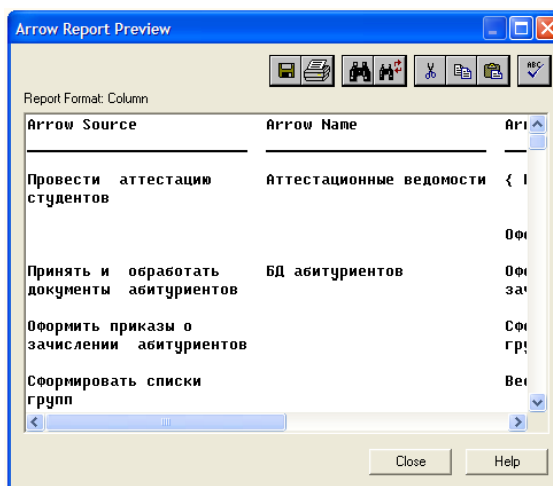 Arrow Report Preview
ABC
Report Format: Column
Arrow Source Arrow Name
Провести аттестацию Аттестационные ведомости {
студентов
Принять и обработать БД абитуриентов
документы абитуриентов
Оформить приказы о
зачислении абитуриентов
Сформировать списки
групп
Close Help